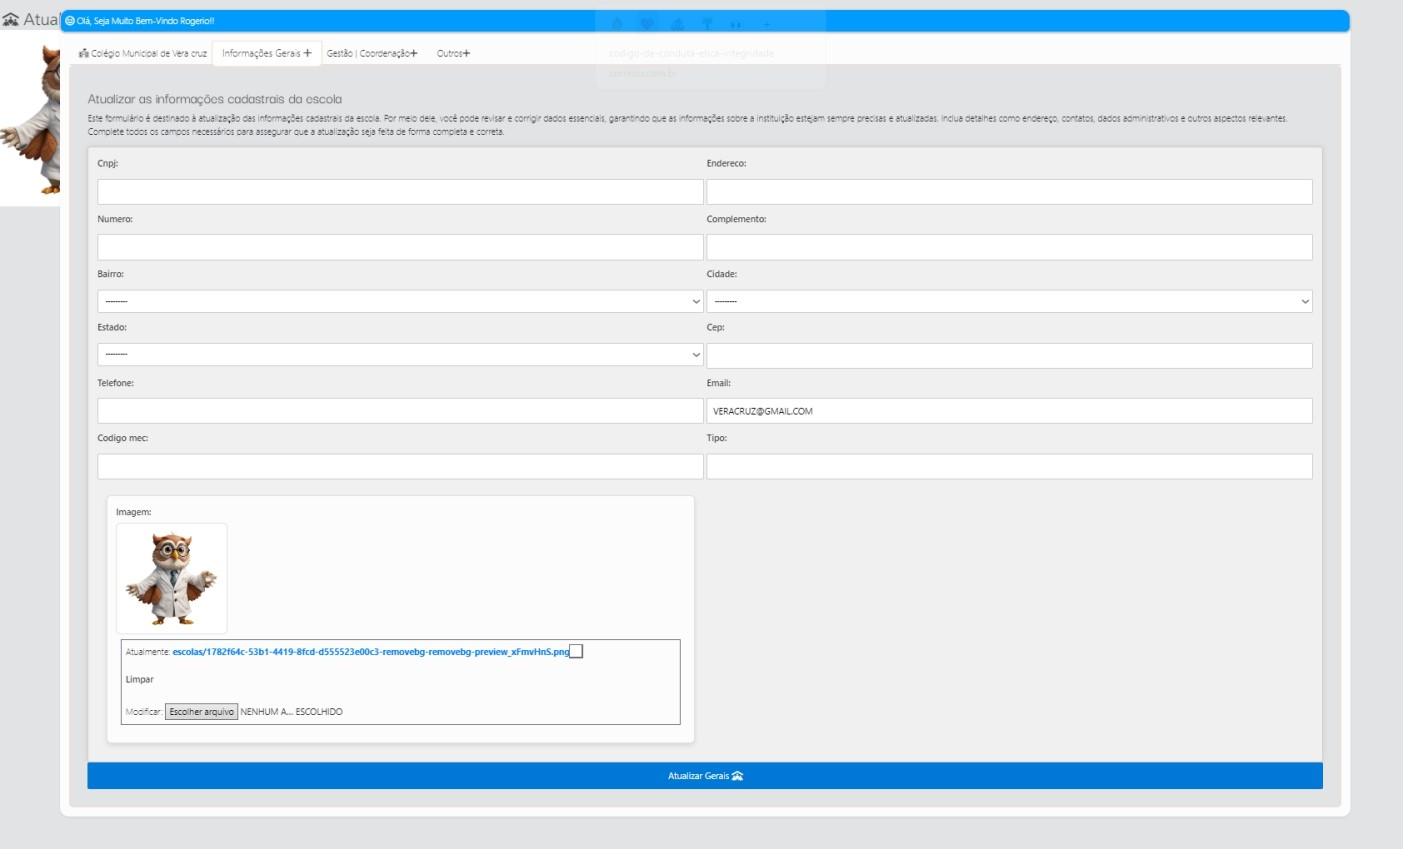 Atual
Olá, Seja Muito Bem-Vindo Rogerio!!
Colégio Municipal de Vera cruz
Informações Gerais +
Gestão | Coordenação+
Outros+
codigo-de-conduta-etica-integridade
Atualizar as informações cadastrais da escola
Este formulário é destinado à atualização das informações cadastrais da escola. Por meio dele, você pode revisar e corrigir dados essenciais, garantindo que as informações sobre a instituição estejam sempre precisas e atualizadas. Inclua detalhes como endereço, contatos, dados administrativos e outros aspectos relevantes.
Complete todos os campos necessários para assegurar que a atualização seja feita de forma completa e correta.
Cnpj:
Endereco:
Numero:
Complemento:
Bairro:
Cidade:
---------
---------
Estado:
Cep:
---------
Telefone:
Email:
VERACRUZ@GMAIL.COM
Codigo mec:
Tipo:
Imagem:
Atualmente: escolas/1782f64c-53b1-4419-8fcd-d555523e00c3-removebg-removebg-preview_xFmvHnS.png
Limpar
Modificar: Escolher arquivo NENHUM A... ESCOLHIDO
Atualizar Gerais